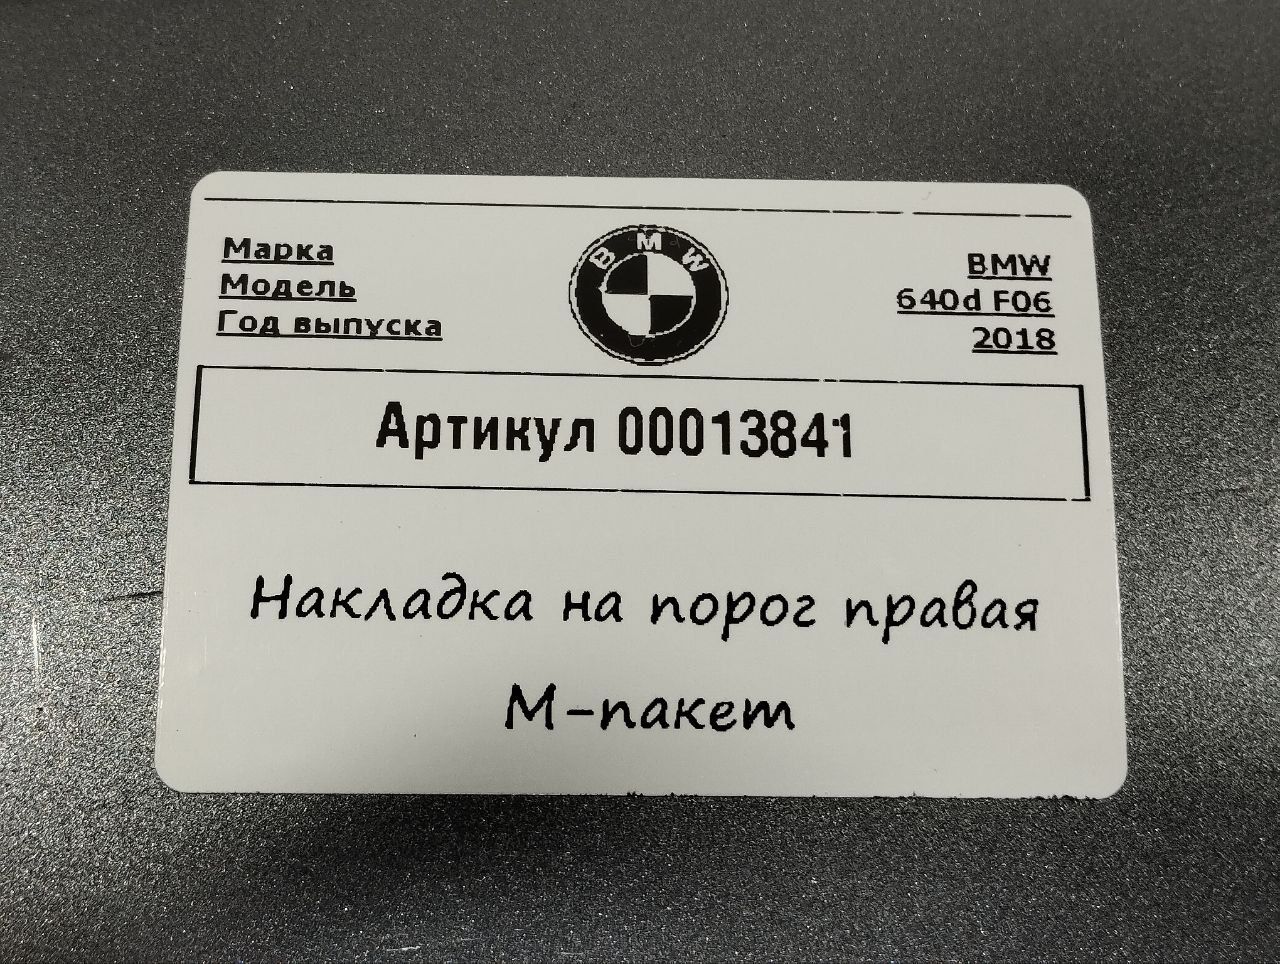 Марка
Модель
Год выпуска
BMW
BMW
640d F06
2018
Артикул 00013841
Накладка на порог правая
М-пакет